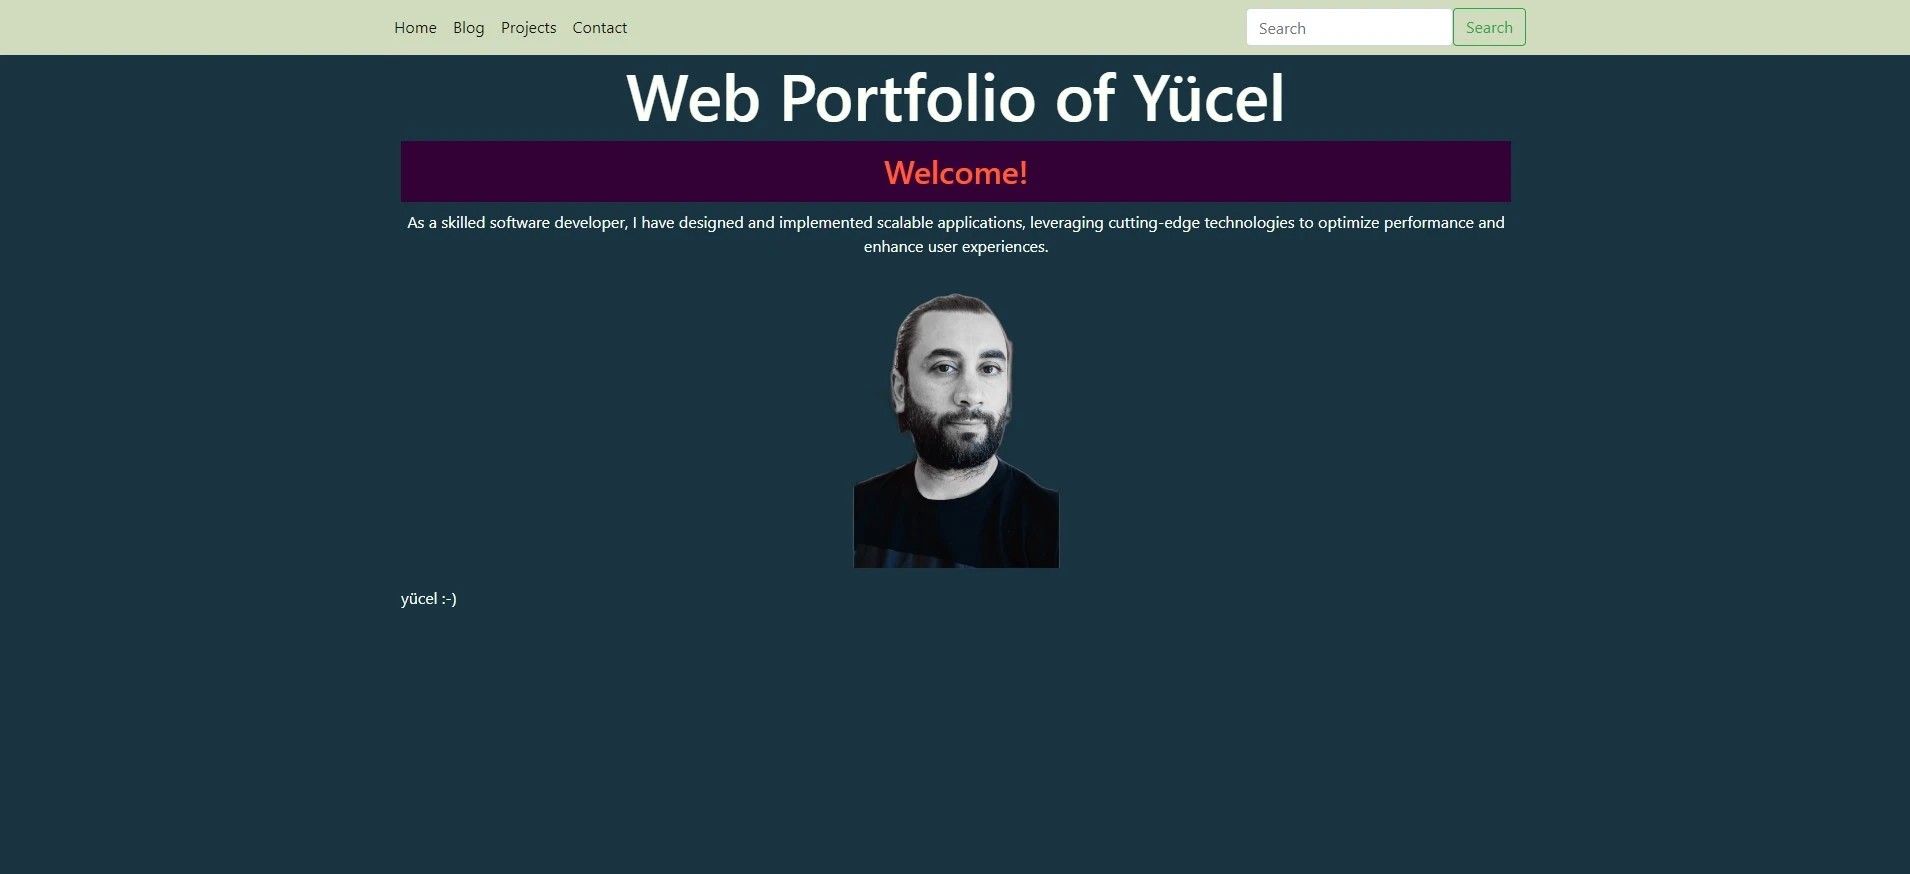 Home Blog Projects Contact Search Search
Web Portfolio of Yücel
Welcome!
As a skilled software developer, I have designed and implemented scalable applications, leveraging cutting-edge technologies to optimize performance and
enhance user experiences.
yücel :-)